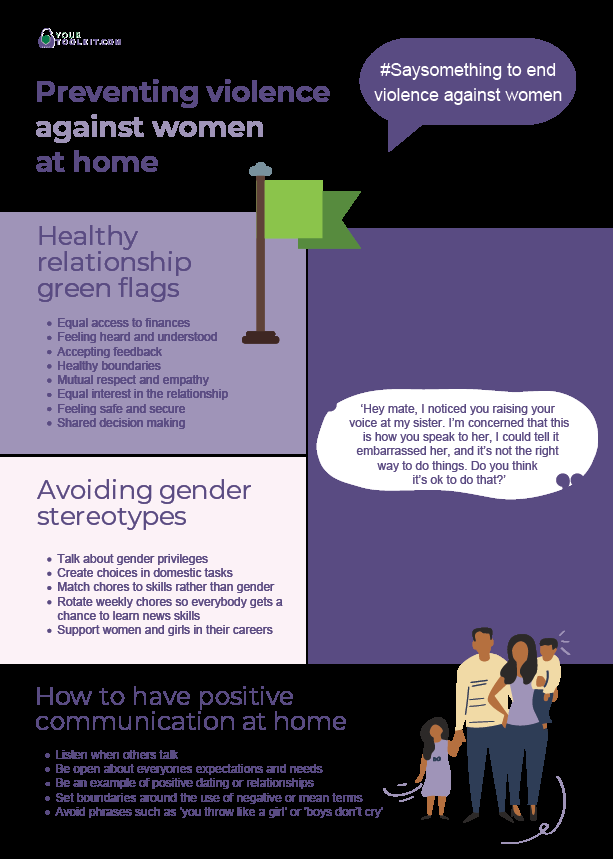 YOUR
TOOLKIT.COM
#Saysomething to end
violence against women
Preventing violence
against women
at home
Healthy
relationship
green flags
Equal access to finances
Feeling heard and understood
Accepting feedback
Healthy boundaries
Mutual respect and empathy
Equal interest in the relationship
Feeling safe and secure
Shared decision making
‘Hey mate, I noticed you raising your
voice at my sister. I’m concerned that this
is how you speak to her, I could tell it
embarrassed her, and it’s not the right
way to do things. Do you think
it’s ok to do that?’
Avoiding gender
stereotypes
Talk about gender privileges
Create choices in domestic tasks
Match chores to skills rather than gender
Rotate weekly chores so everybody gets a
chance to learn news skills
Support women and girls in their careers
How to have positive
communication at home
Listen when others talk
Be open about everyones expectations and needs
Be an example of positive dating or relationships
Set boundaries around the use of negative or mean terms
Avoid phrases such as ‘you throw like a girl’ or ‘boys don’t cry’